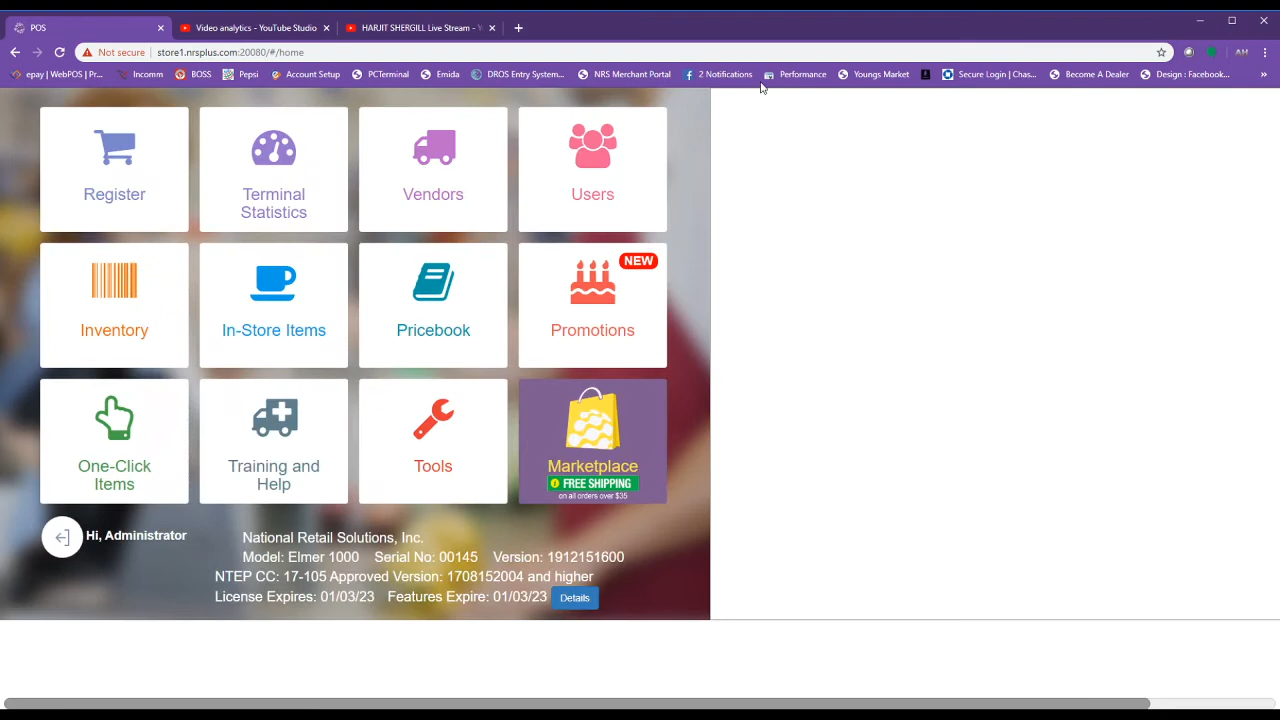 POS
Video analytics - YouTube Studio
HARJIT SHERGILL Live Stream -
Not secure
store1.nrsplus.com:20080/#/home
AM
epay | WebPOS | Pr...
Incomm
BOSS
Pepsi
Account Setup
PCTerminal
Emida
DROS Entry System...
NRS Merchant Portal
2 Notifications
Performance
Youngs Market
Secure Login | Chas...
Become A Dealer
Design : Facebook...
»
Register
Terminal
Statistics
Vendors
Users
Inventory
In-Store Items
Pricebook
NEW
Promotions
One-Click
Items
Training and
Help
Tools
Marketplace
FREE SHIPPING
on all orders over $35
Hi, Administrator
National Retail Solutions, Inc.
Model: Elmer 1000 Serial No: 00145 Version: 1912151600
NTEP CC: 17-105 Approved Version: 1708152004 and higher
License Expires: 01/03/23 Features Expire: 01/03/23 Details